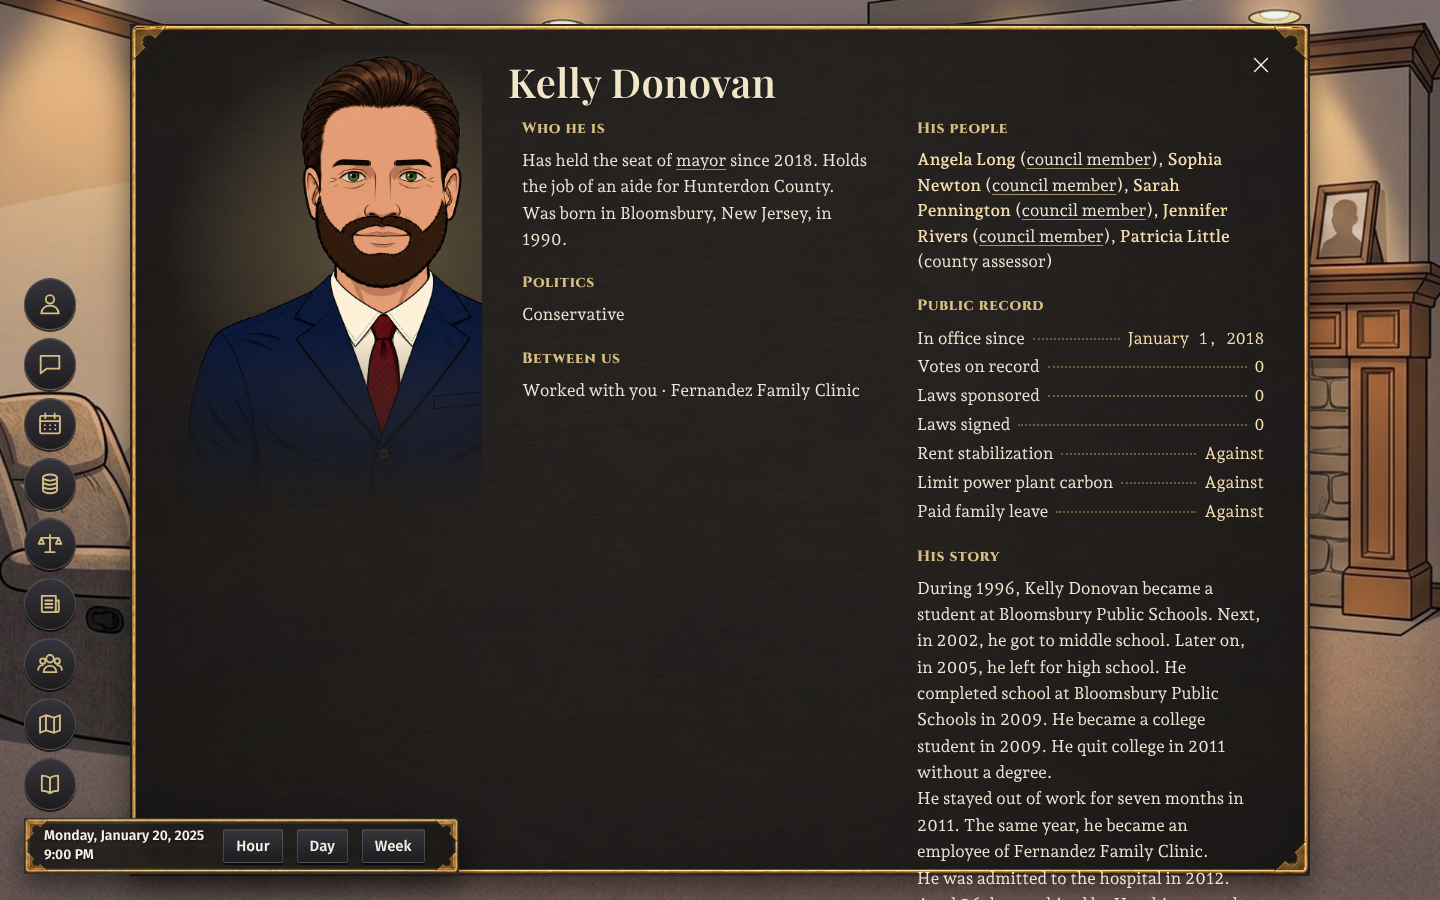 Kelly Donovan
Who he is
Has held the seat of mayor since 2018. Holds
the job of an aide for Hunterdon County.
Was born in Bloomsbury, New Jersey, in
1990.
Politics
Conservative
Between us
Worked with you · Fernandez Family Clinic
His people
Angela Long (council member), Sophia
Newton (council member), Sarah
Pennington (council member), Jennifer
Rivers (council member), Patricia Little
(county assessor)
Public record
In office since January 1, 2018
Votes on record 0
Laws sponsored 0
Laws signed 0
Rent stabilization Against
Limit power plant carbon Against
Paid family leave Against
His story
During 1996, Kelly Donovan became a
student at Bloomsbury Public Schools. Next,
in 2002, he got to middle school. Later on,
in 2005, he left for high school. He
completed school at Bloomsbury Public
Schools in 2009. He became a college
student in 2009. He quit college in 2011
without a degree.
He stayed out of work for seven months in
2011. The same year, he became an
employee of Fernandez Family Clinic.
He was admitted to the hospital in 2012.
Monday, January 20, 2025
9:00 PM
Hour
Day
Week